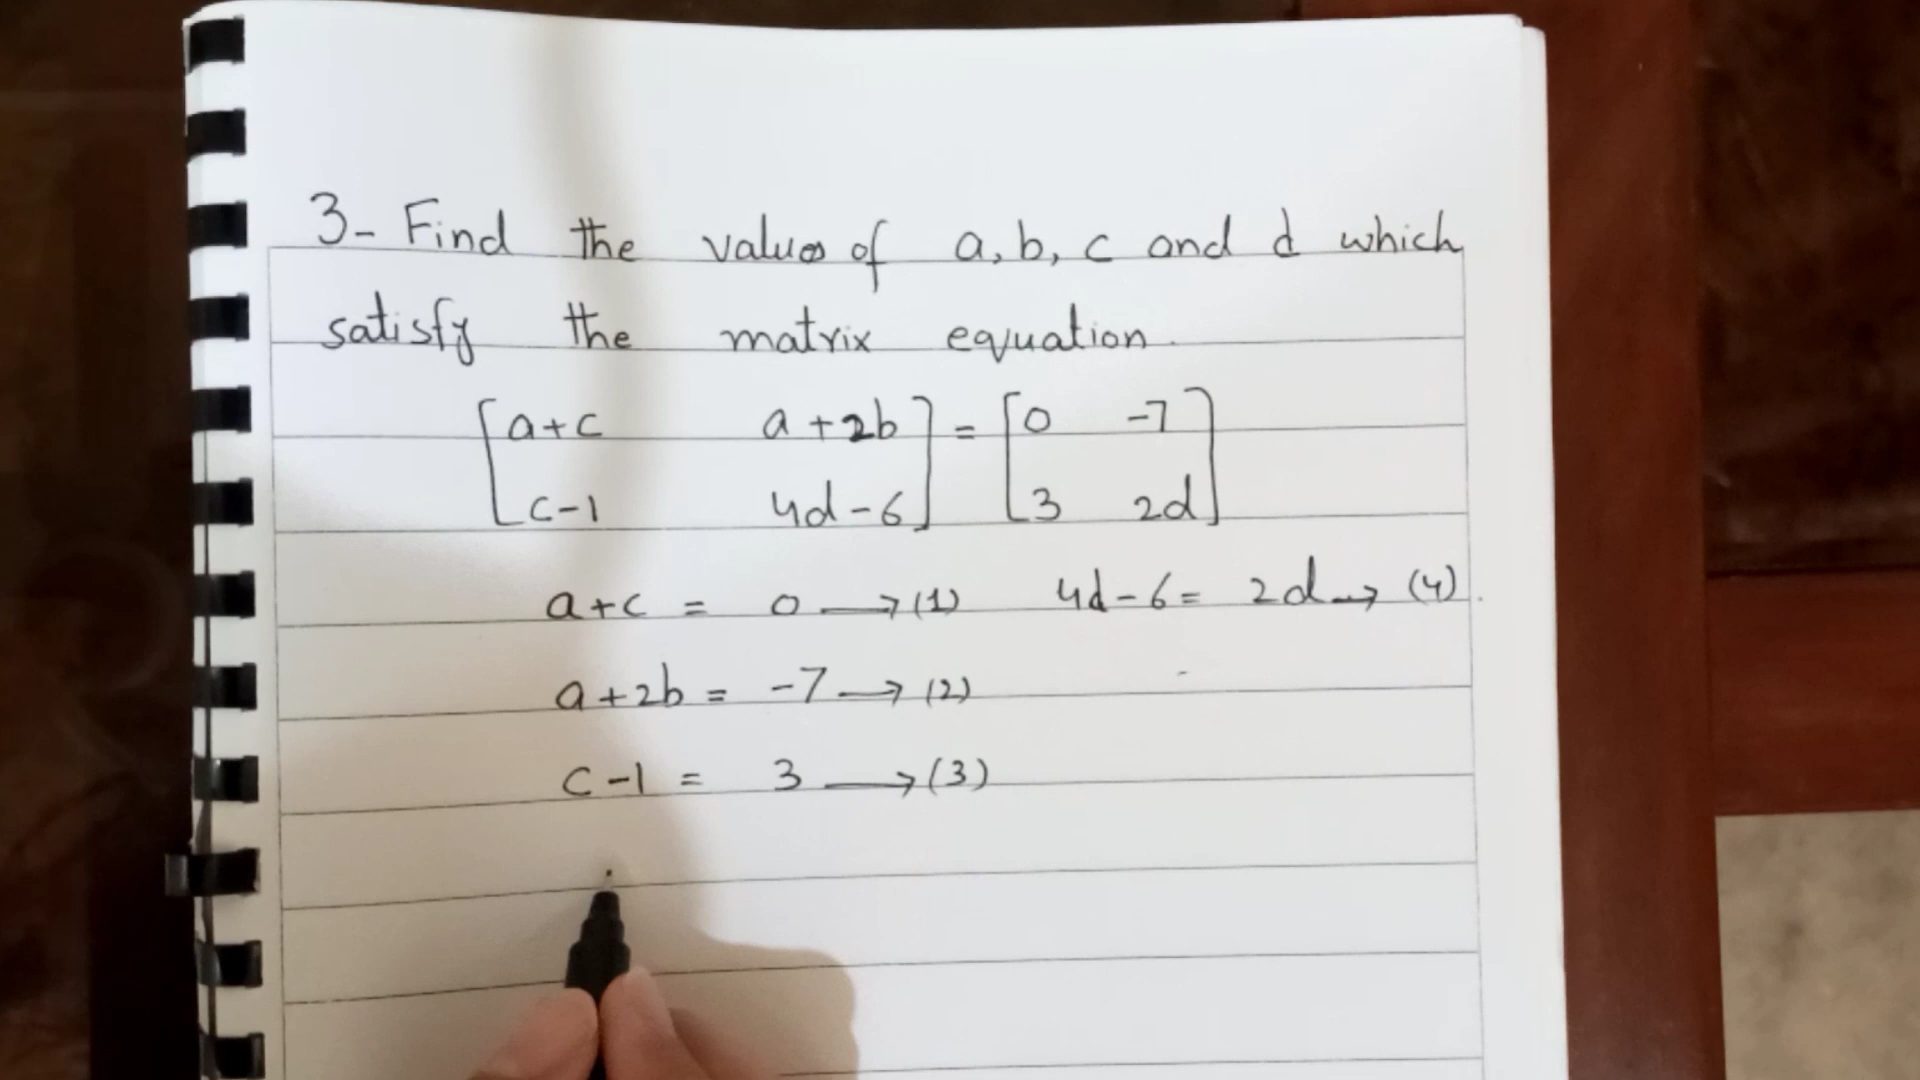 3- Find the values of a, b, c and d which
satisfy the matrix equation.
[a+c a+2b] = [0 -7]
[c-1 4d-6] [3 2d]
a+c = 0 → (1) 4d-6 = 2d → (4).
a+2b = -7 → (2)
c-1 = 3 → (3)